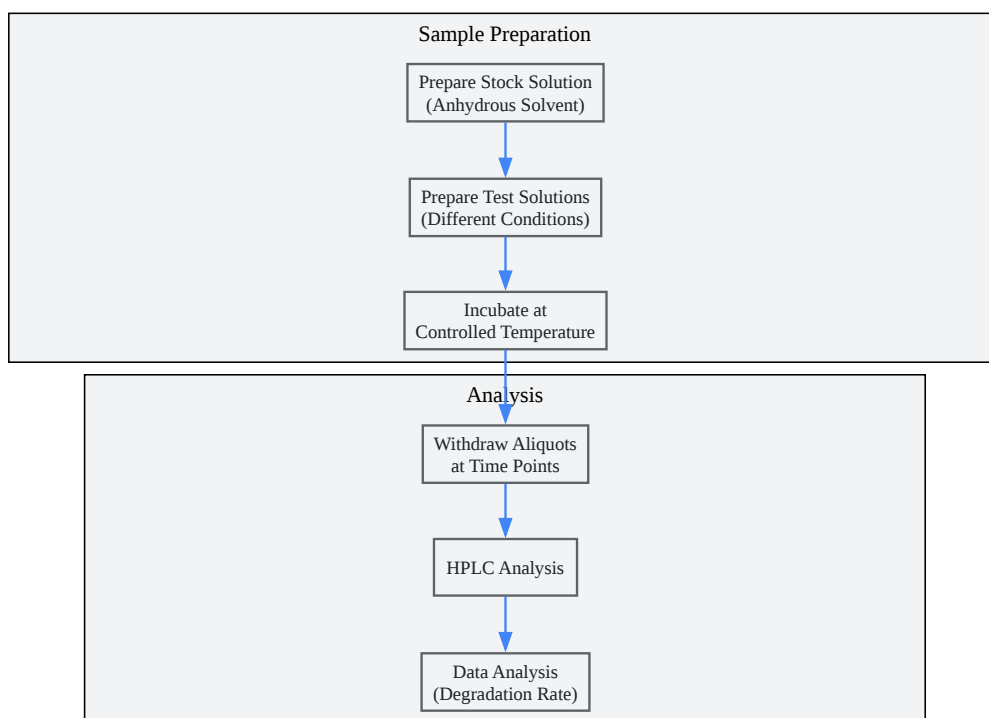 Sample Preparation
Prepare Stock Solution
(Anhydrous Solvent)
Prepare Test Solutions
(Different Conditions)
Incubate at
Controlled Temperature
Analysis
Withdraw Aliquots
at Time Points
HPLC Analysis
Data Analysis
(Degradation Rate)